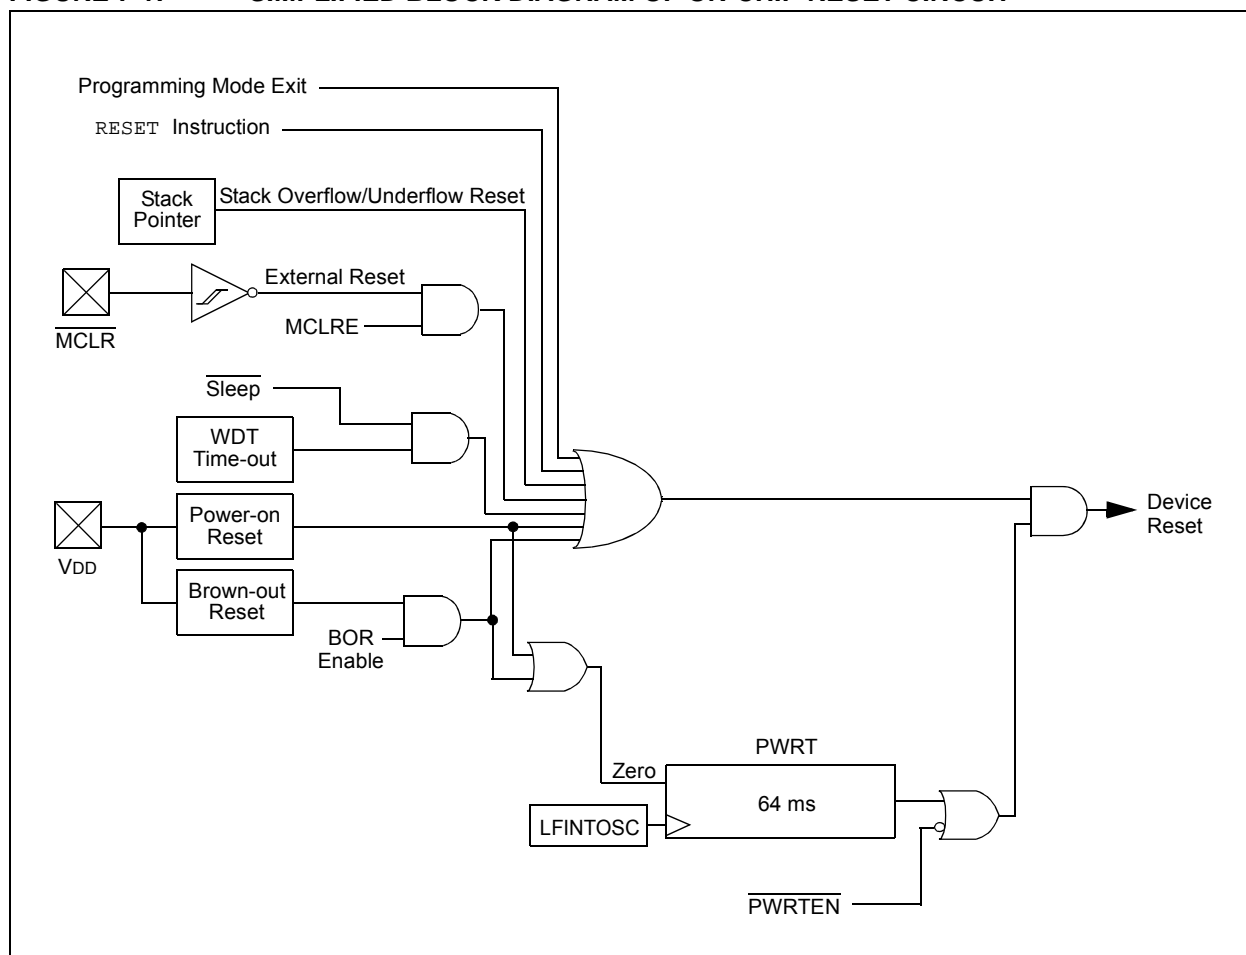 Programming Mode Exit
RESET Instruction
Stack
Pointer
Stack Overflow/Underflow Reset
External Reset
MCLRE
MCLR
Sleep
WDT
Time-out
Power-on
Reset
VDD
Brown-out
Reset
BOR
Enable
Device
Reset
PWRT
Zero
64 ms
LFINTOSC
PWRTEN